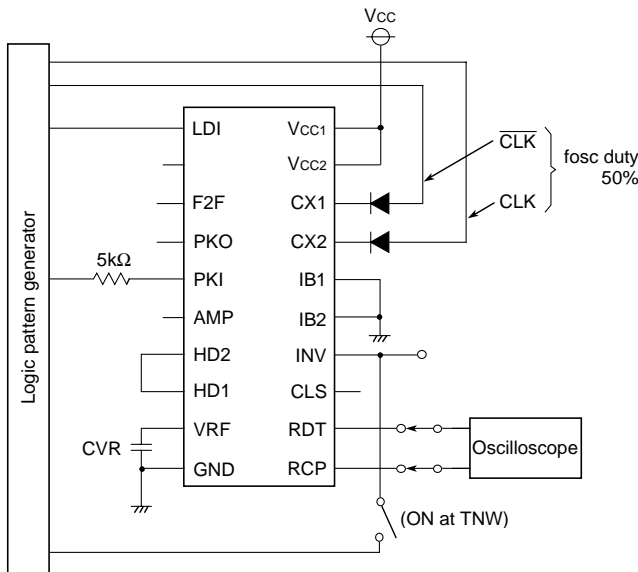 VCC
LDI
VCC1
CLK
fosc duty
50%
VCC2
F2F
CX1
CLK
PKO
CX2
5kΩ
PKI
IB1
AMP
IB2
HD2
INV
HD1
CLS
VRF
RDT
CVR
Oscilloscope
GND
RCP
(ON at TNW)
Logic pattern generator